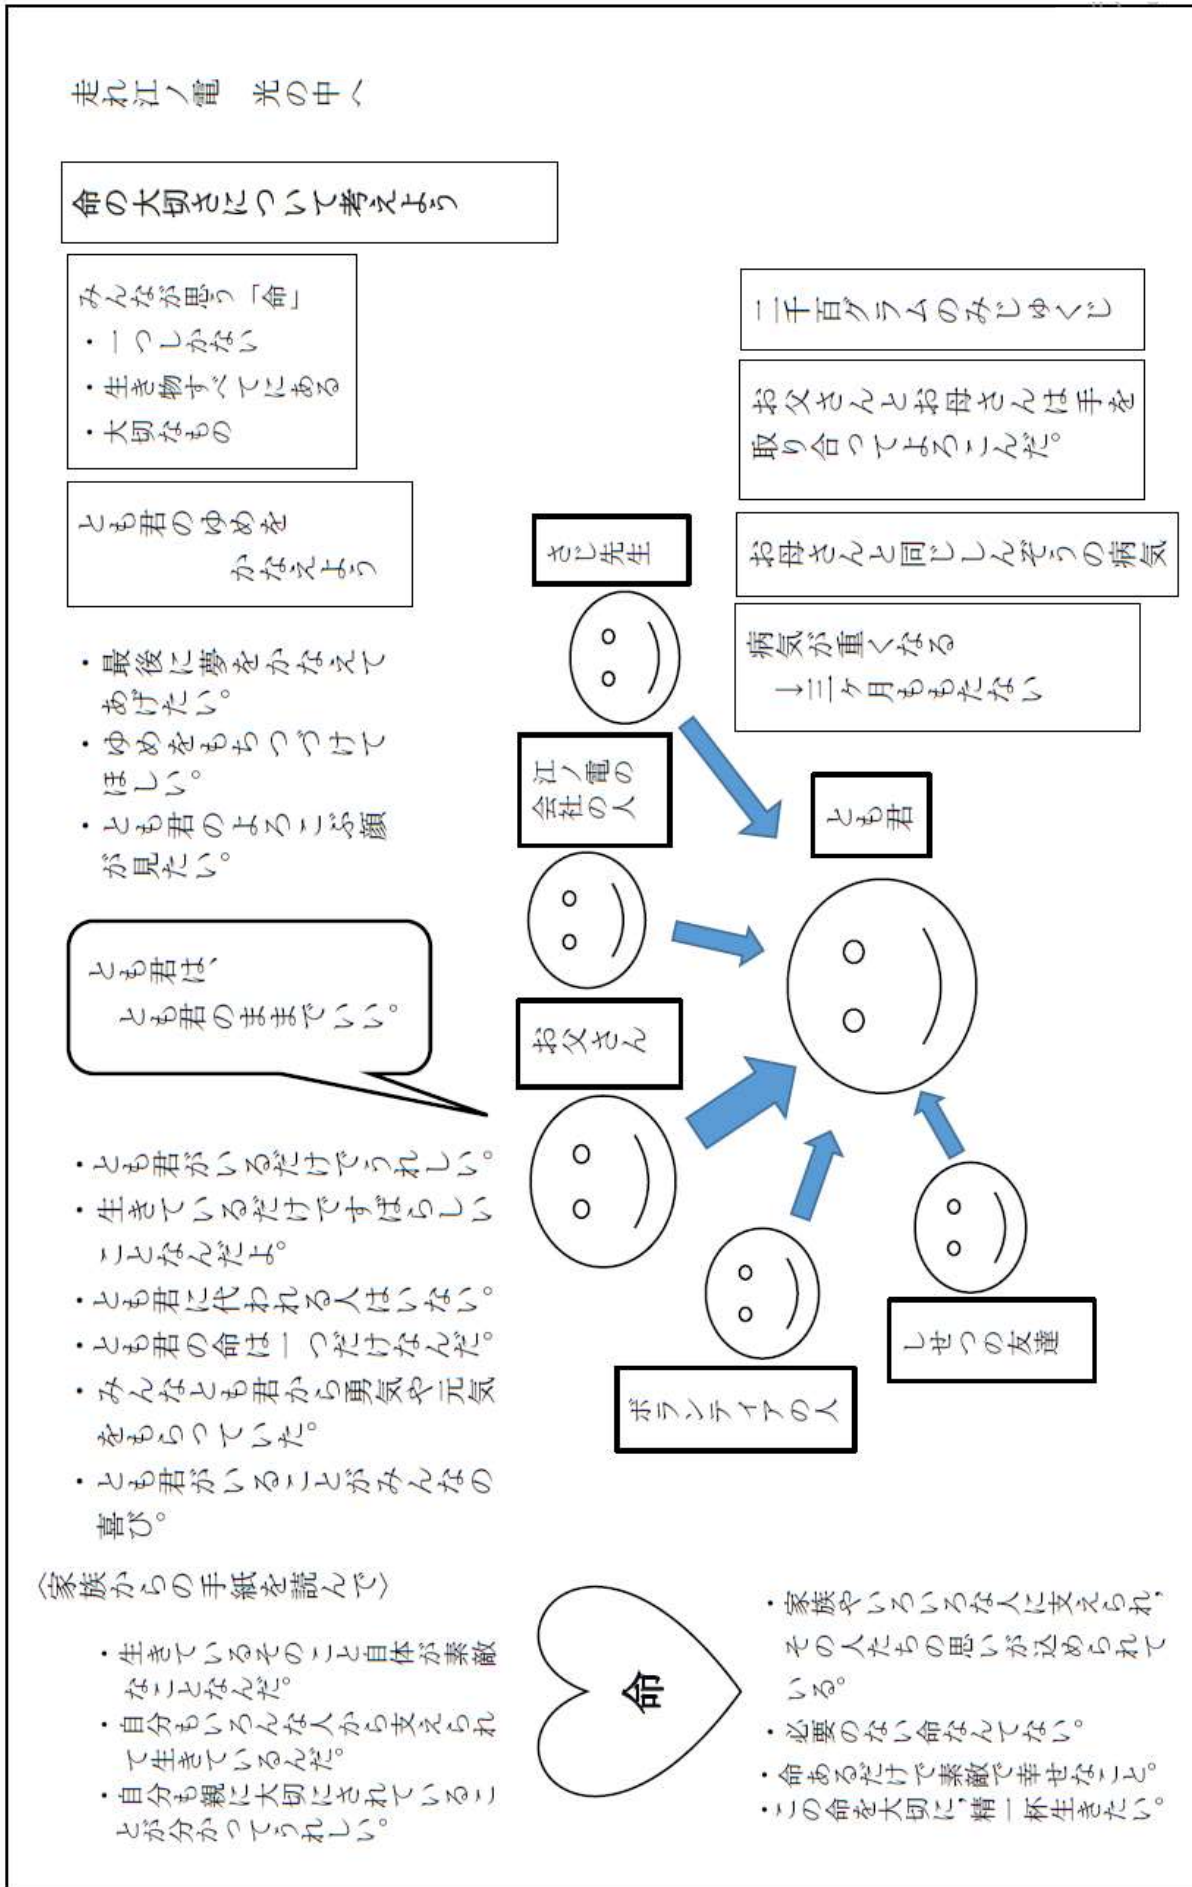 走れ江ノ電　光の中へ
命の大切さについて考えよう
みんなが思う「命」
・一つしかない
・生き物すべてにある
・大切なもの
二千百グラムのみじゅくじ
お父さんとお母さんは手を
取り合ってよろこんだ。
お母さんと同じしんぞうの病気
病気が重くなる
→三ヶ月ももたない
とも君のゆめを
かなえよう
・最後に夢をかなえて
あげたい。
・ゆめをもちつづけて
ほしい。
・とも君のよろこぶ顔
が見たい。
さじ先生
江ノ電の
会社の人
とも君
お父さん
とも君は、
とも君のままでいい。
・とも君がいるだけでうれしい。
・生きているだけですばらしい
ことなんだよ。
・とも君に代われる人はいない。
・とも君の命は一つだけなんだ。
・みんなとも君から勇気や元気
をもらっていた。
・とも君がいることがみんなの
喜び。
ボランティアの人
しせつの友達
〈家族からの手紙を読んで〉
・生きているそのこと自体が素敵
なことなんだ。
・自分もいろんな人から支えられ
て生きているんだ。
・自分も親に大切にされているこ
とが分かってうれしい。
命
・家族やいろいろな人に支えられ、
その人たちの思いが込められて
いる。
・必要のない命なんてない。
・命あるだけで素敵で幸せなこと。
・この命を大切に、精一杯生きたい。